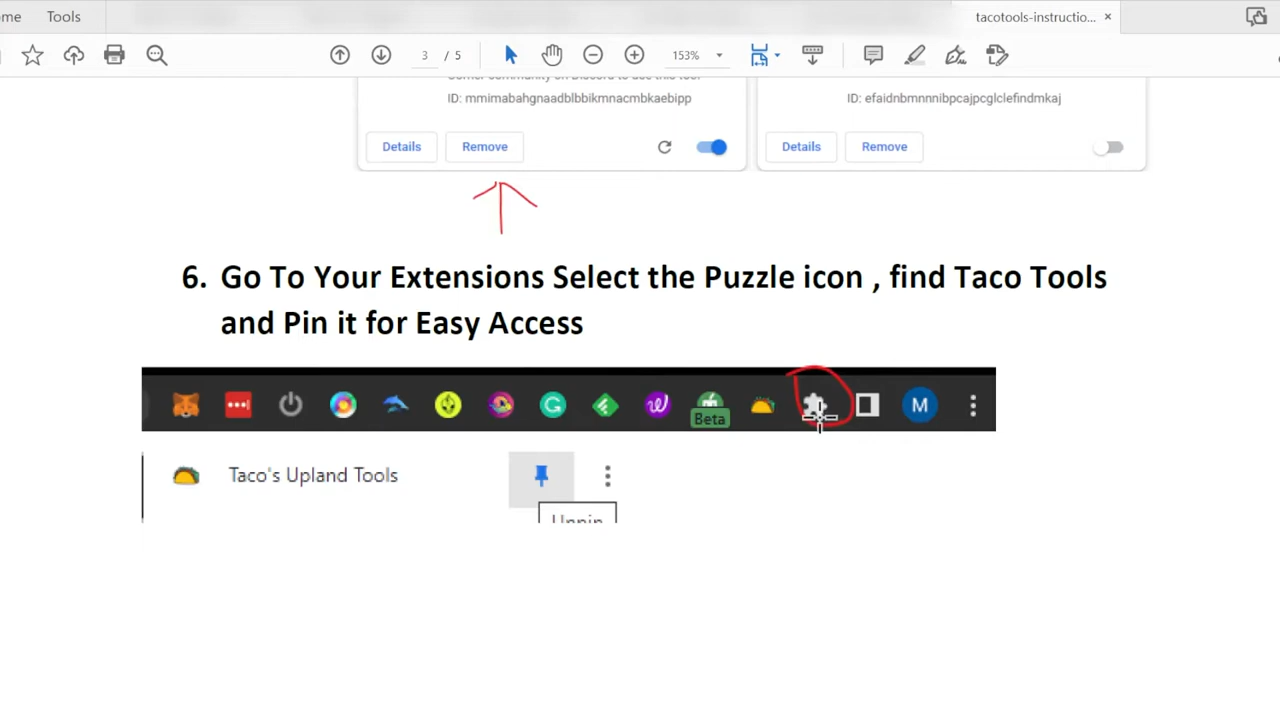 ome Tools tacotools-instructio... ×
3 / 5 153%
ID: mmimabahgnaadblbbikmnacmbkaebipp ID: efaidnbmnnnibpcajpcglclefindmkaj
Details Remove Details Remove
6. Go To Your Extensions Select the Puzzle icon , find Taco Tools
and Pin it for Easy Access
Beta M
Taco's Upland Tools
Unpin